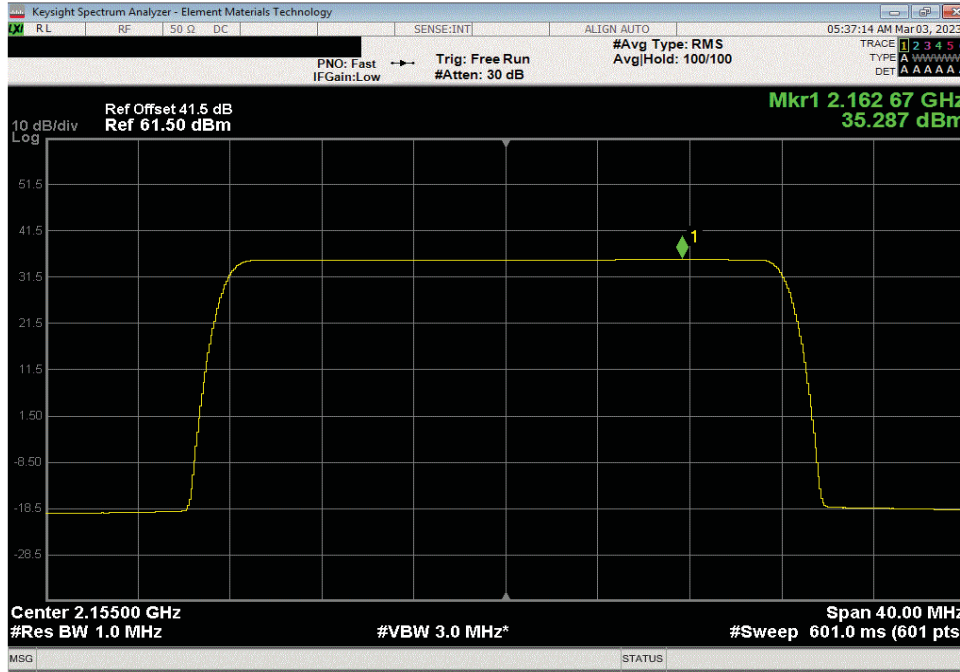 Keysight Spectrum Analyzer - Element Materials Technology
LXI RL RF 50 Ω DC SENSE:INT ALIGN AUTO 05:37:14 AM Mar 03, 2023
PNO: Fast
IFGain:Low
Trig: Free Run
#Atten: 30 dB
#Avg Type: RMS
Avg|Hold: 100/100
TRACE 1 2 3 4 5
TYPE A WWWWW
DET A A A A A
Mkr1 2.162 67 GHz
35.287 dBm
Ref Offset 41.5 dB
10 dB/div Ref 61.50 dBm
Log
51.5
41.5
1
31.5
21.5
11.5
1.50
-8.50
-18.5
-28.5
Center 2.15500 GHz Span 40.00 MHz
#Res BW 1.0 MHz #VBW 3.0 MHz* #Sweep 601.0 ms (601 pts
MSG STATUS